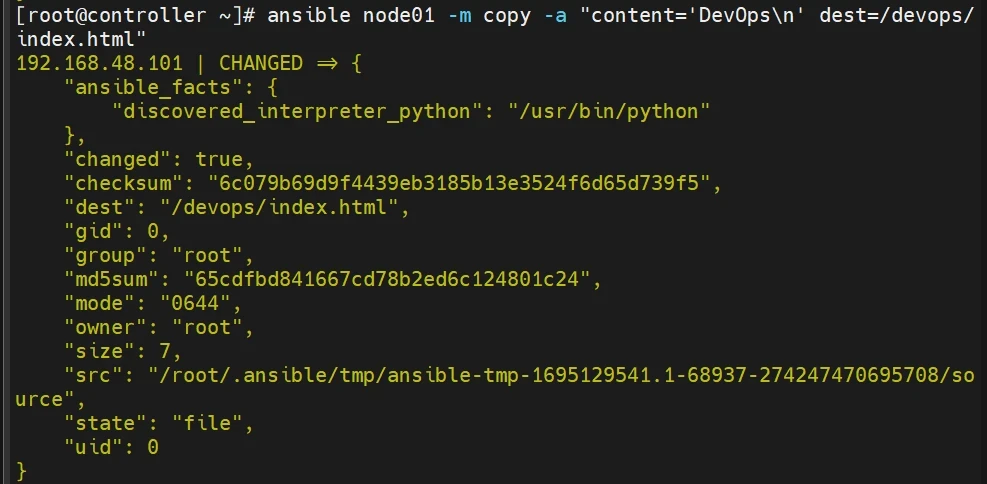 [root@controller ~]# ansible node01 -m copy -a "content='DevOps\n' dest=/devops/
index.html"
192.168.48.101 | CHANGED => {
    "ansible_facts": {
        "discovered_interpreter_python": "/usr/bin/python"
    },
    "changed": true,
    "checksum": "6c079b69d9f4439eb3185b13e3524f6d65d739f5",
    "dest": "/devops/index.html",
    "gid": 0,
    "group": "root",
    "md5sum": "65cdfbd841667cd78b2ed6c124801c24",
    "mode": "0644",
    "owner": "root",
    "size": 7,
    "src": "/root/.ansible/tmp/ansible-tmp-1695129541.1-68937-274247470695708/so
urce",
    "state": "file",
    "uid": 0
}